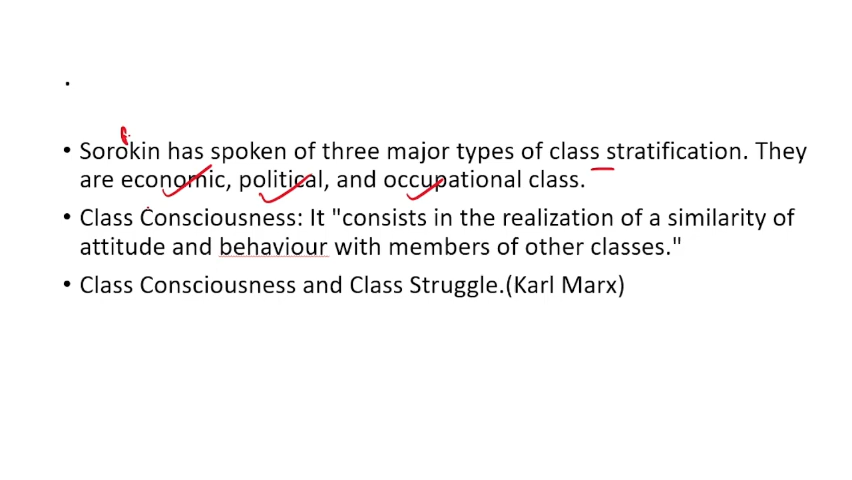 • Sorokin has spoken of three major types of class stratification. They
are economic, political, and occupational class.
• Class Consciousness: It "consists in the realization of a similarity of
attitude and behaviour with members of other classes."
• Class Consciousness and Class Struggle.(Karl Marx)